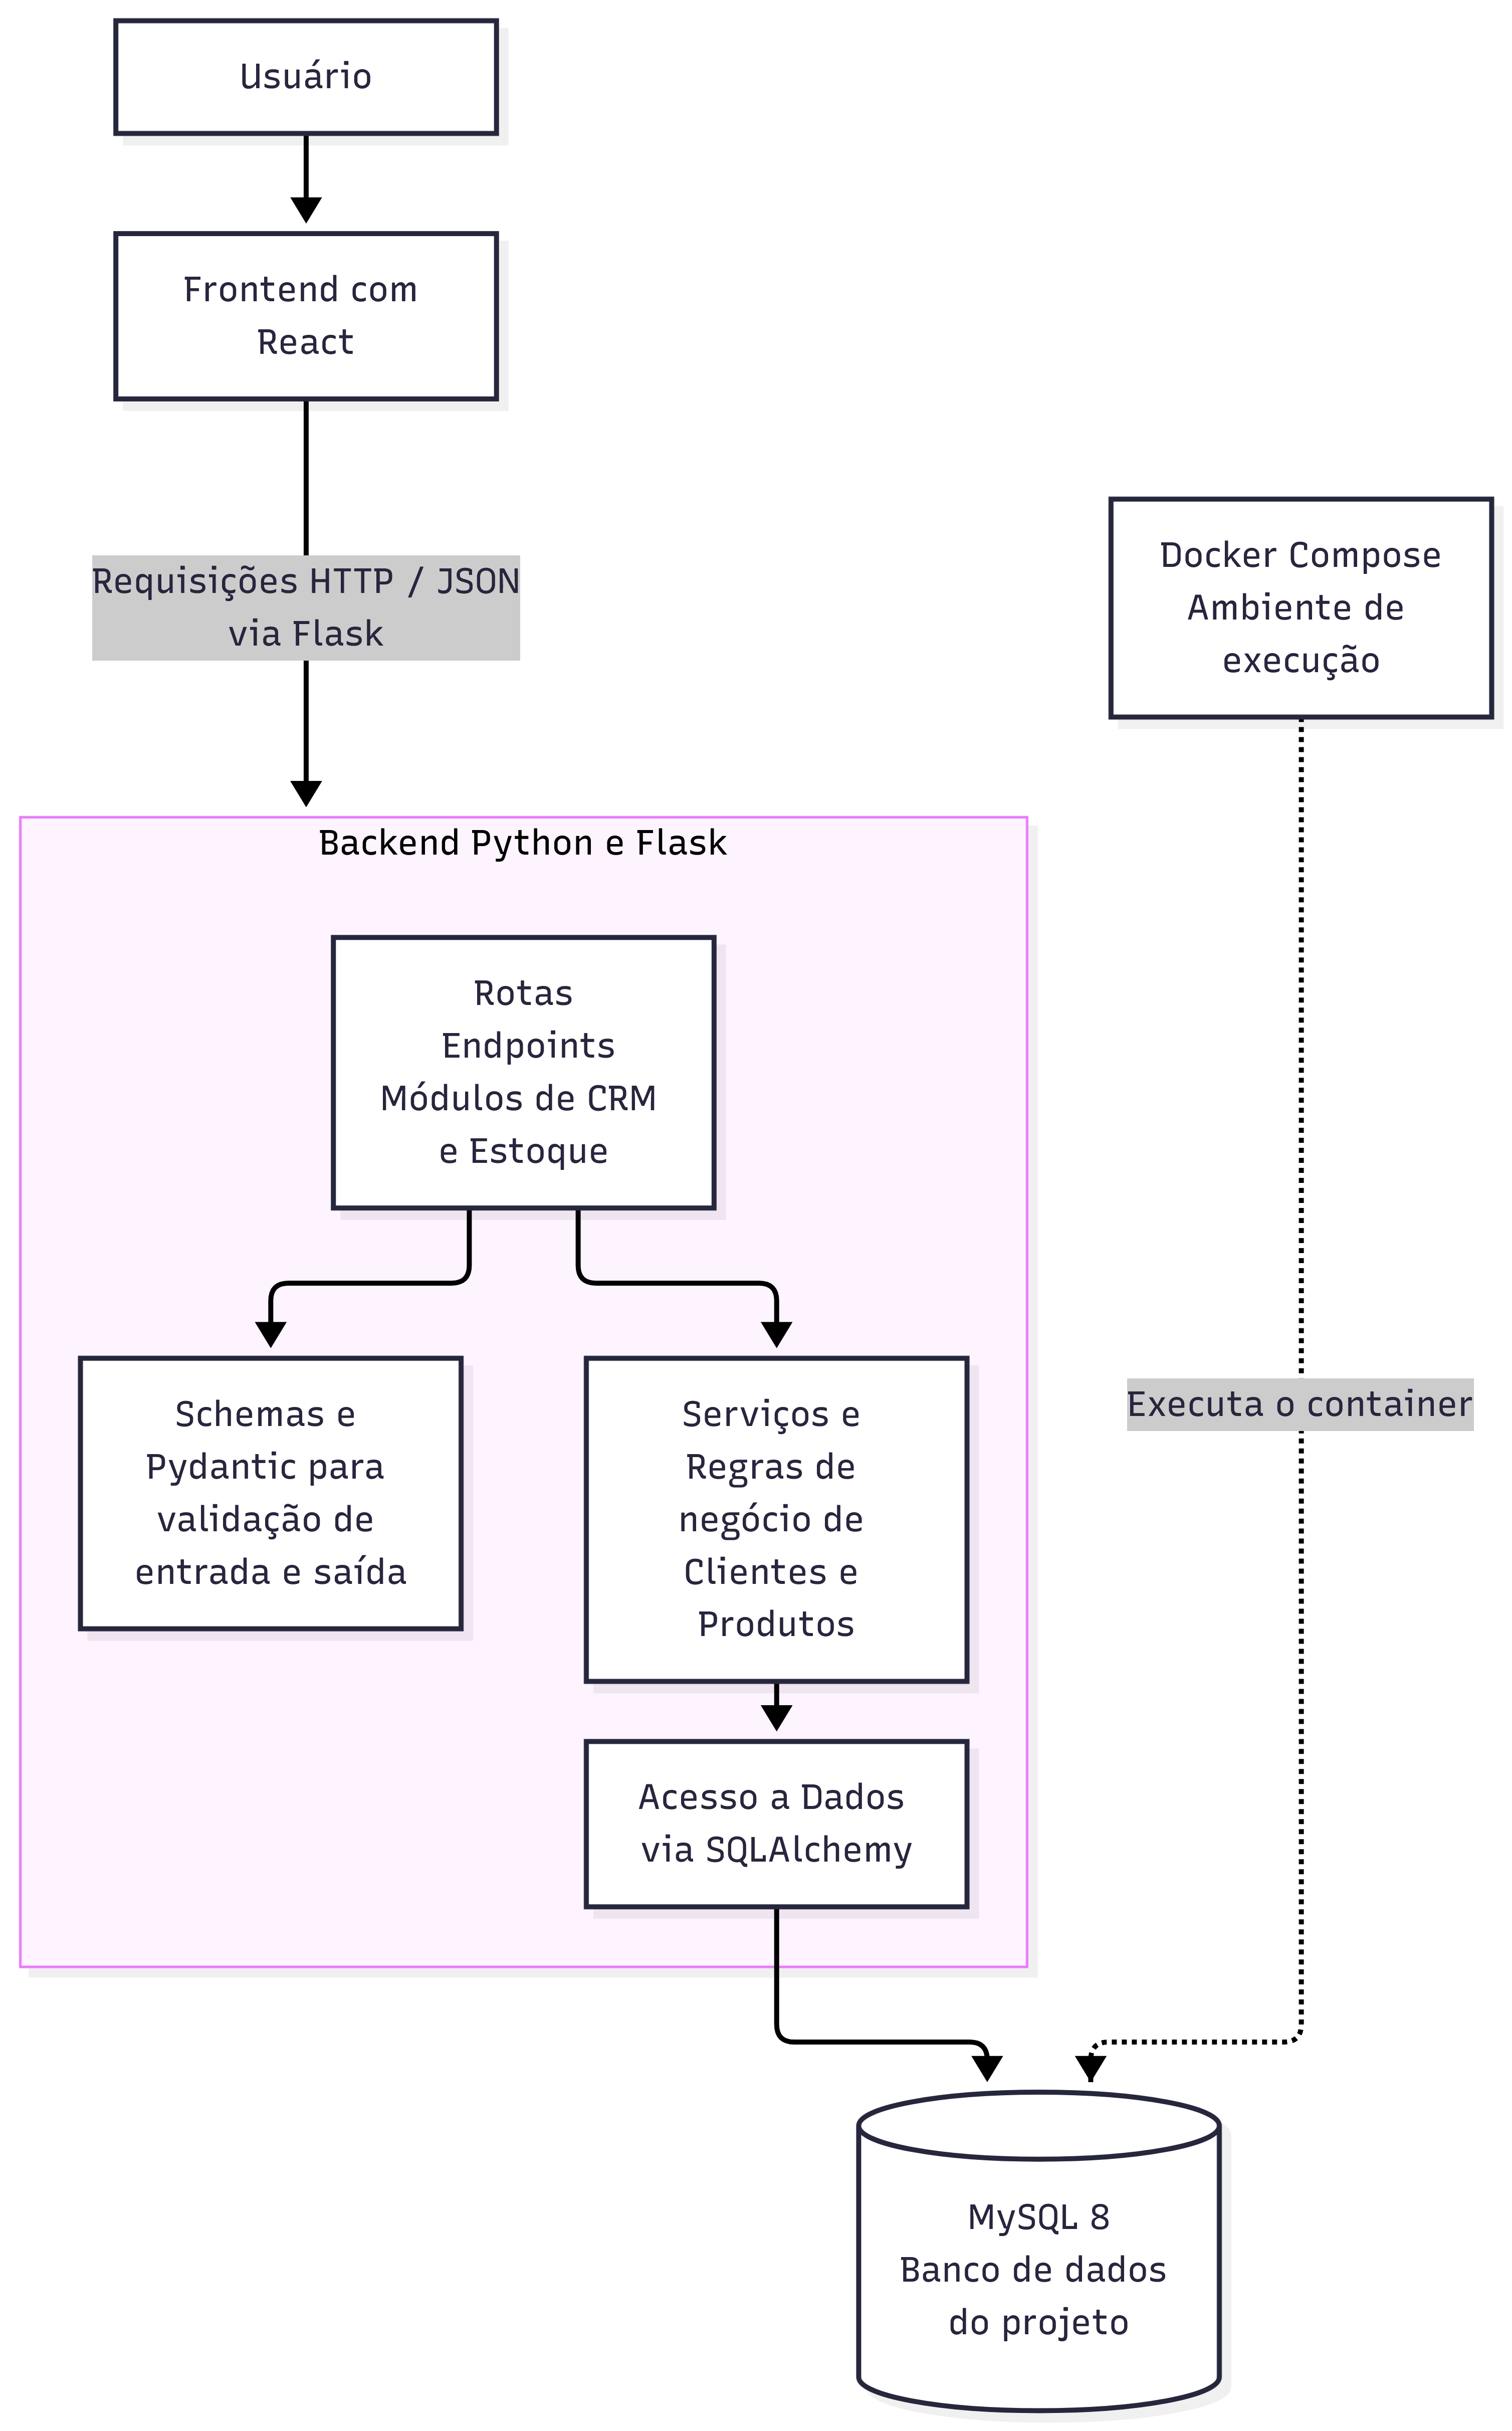 Usuário
Frontend com
React
Requisições HTTP / JSON
via Flask
Docker Compose
Ambiente de
execução
Backend Python e Flask
Rotas
Endpoints
Módulos de CRM
e Estoque
Schemas e
Pydantic para
validação de
entrada e saída
Serviços e
Regras de
negócio de
Clientes e
Produtos
Executa o container
Acesso a Dados
via SQLAlchemy
MySQL 8
Banco de dados
do projeto